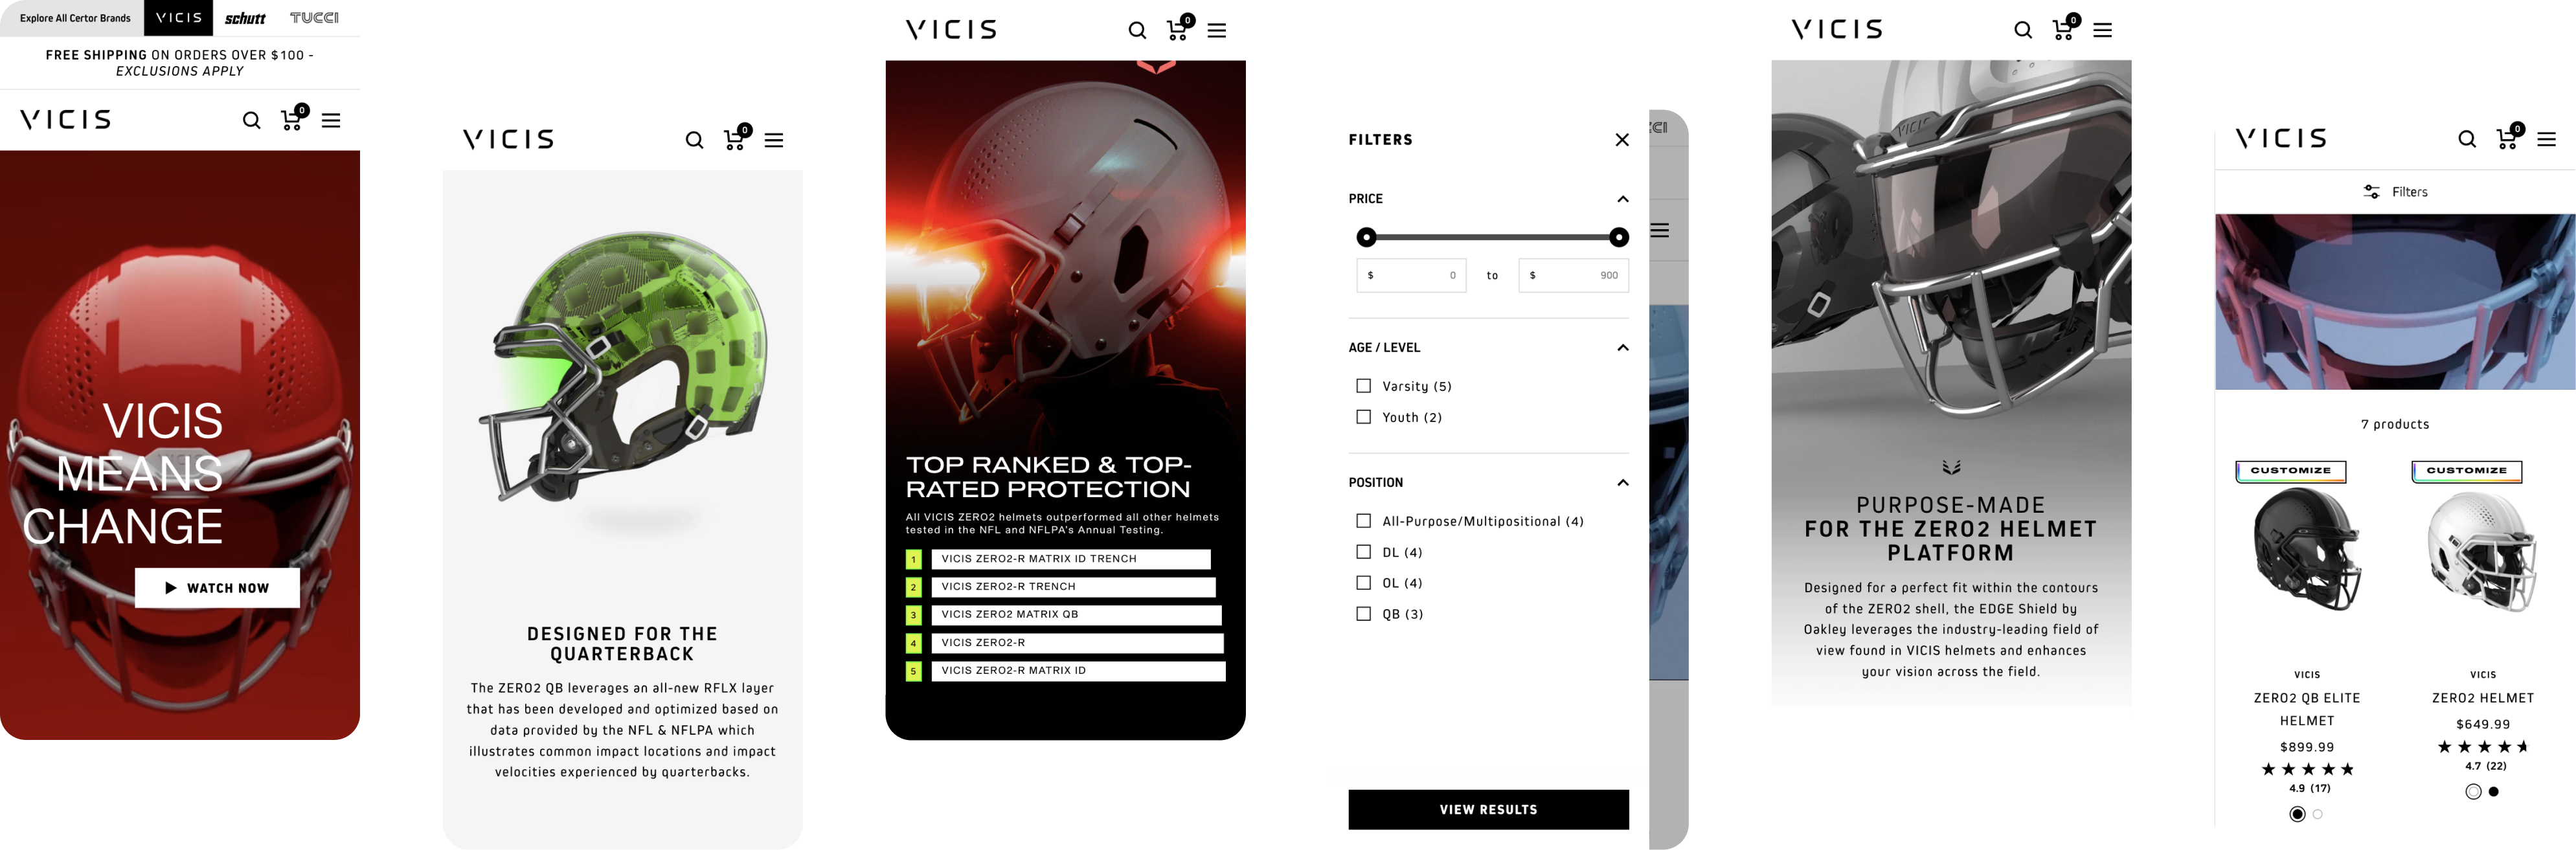 Explore All Certor Brands VICIS schutt TUCCI
FREE SHIPPING ON ORDERS OVER $100 -
EXCLUSIONS APPLY
VICIS 0
VICIS
MEANS
CHANGE
WATCH NOW
VICIS 0
DESIGNED FOR THE
QUARTERBACK
The ZERO2 QB leverages an all-new RFLX layer
that has been developed and optimized based on
data provided by the NFL & NFLPA which
illustrates common impact locations and impact
velocities experienced by quarterbacks.
VICIS 0
TOP RANKED & TOP-
RATED PROTECTION
All VICIS ZERO2 helmets outperformed all other helmets
tested in the NFL and NFLPA's Annual Testing.
1 VICIS ZERO2-R MATRIX ID TRENCH
2 VICIS ZERO2-R TRENCH
3 VICIS ZERO2 MATRIX QB
4 VICIS ZERO2-R
5 VICIS ZERO2-R MATRIX ID
FILTERS
PRICE
$ 0 to $ 900
AGE / LEVEL
Varsity (5)
Youth (2)
POSITION
All-Purpose/Multipositional (4)
DL (4)
OL (4)
QB (3)
VIEW RESULTS
CCI
VICIS 0
VICIS
PURPOSE-MADE
FOR THE ZERO2 HELMET
PLATFORM
Designed for a perfect fit within the contours
of the ZERO2 shell, the EDGE Shield by
Oakley leverages the industry-leading field of
view found in VICIS helmets and enhances
your vision across the field.
VICIS 0
Filters
7 products
CUSTOMIZE
VICIS
ZERO2 QB ELITE
HELMET
$899.99
4.9 (17)
CUSTOMIZE
VICIS
ZERO2 HELMET
$649.99
4.7 (22)